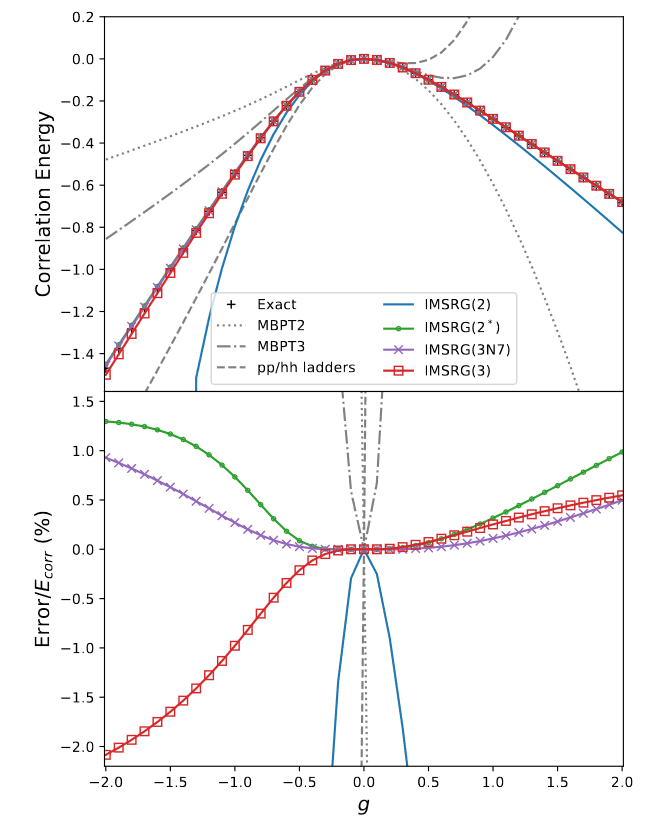 0.2
0.0
−0.2
−0.4
−0.6
−0.8
−1.0
−1.2
−1.4
Correlation Energy
Exact
MBPT2
MBPT3
pp/hh ladders
IMSRG(2)
IMSRG(2*)
IMSRG(3N7)
IMSRG(3)
1.5
1.0
0.5
0.0
−0.5
−1.0
−1.5
−2.0
Error/E_corr (%)
−2.0 −1.5 −1.0 −0.5 0.0 0.5 1.0 1.5 2.0
g